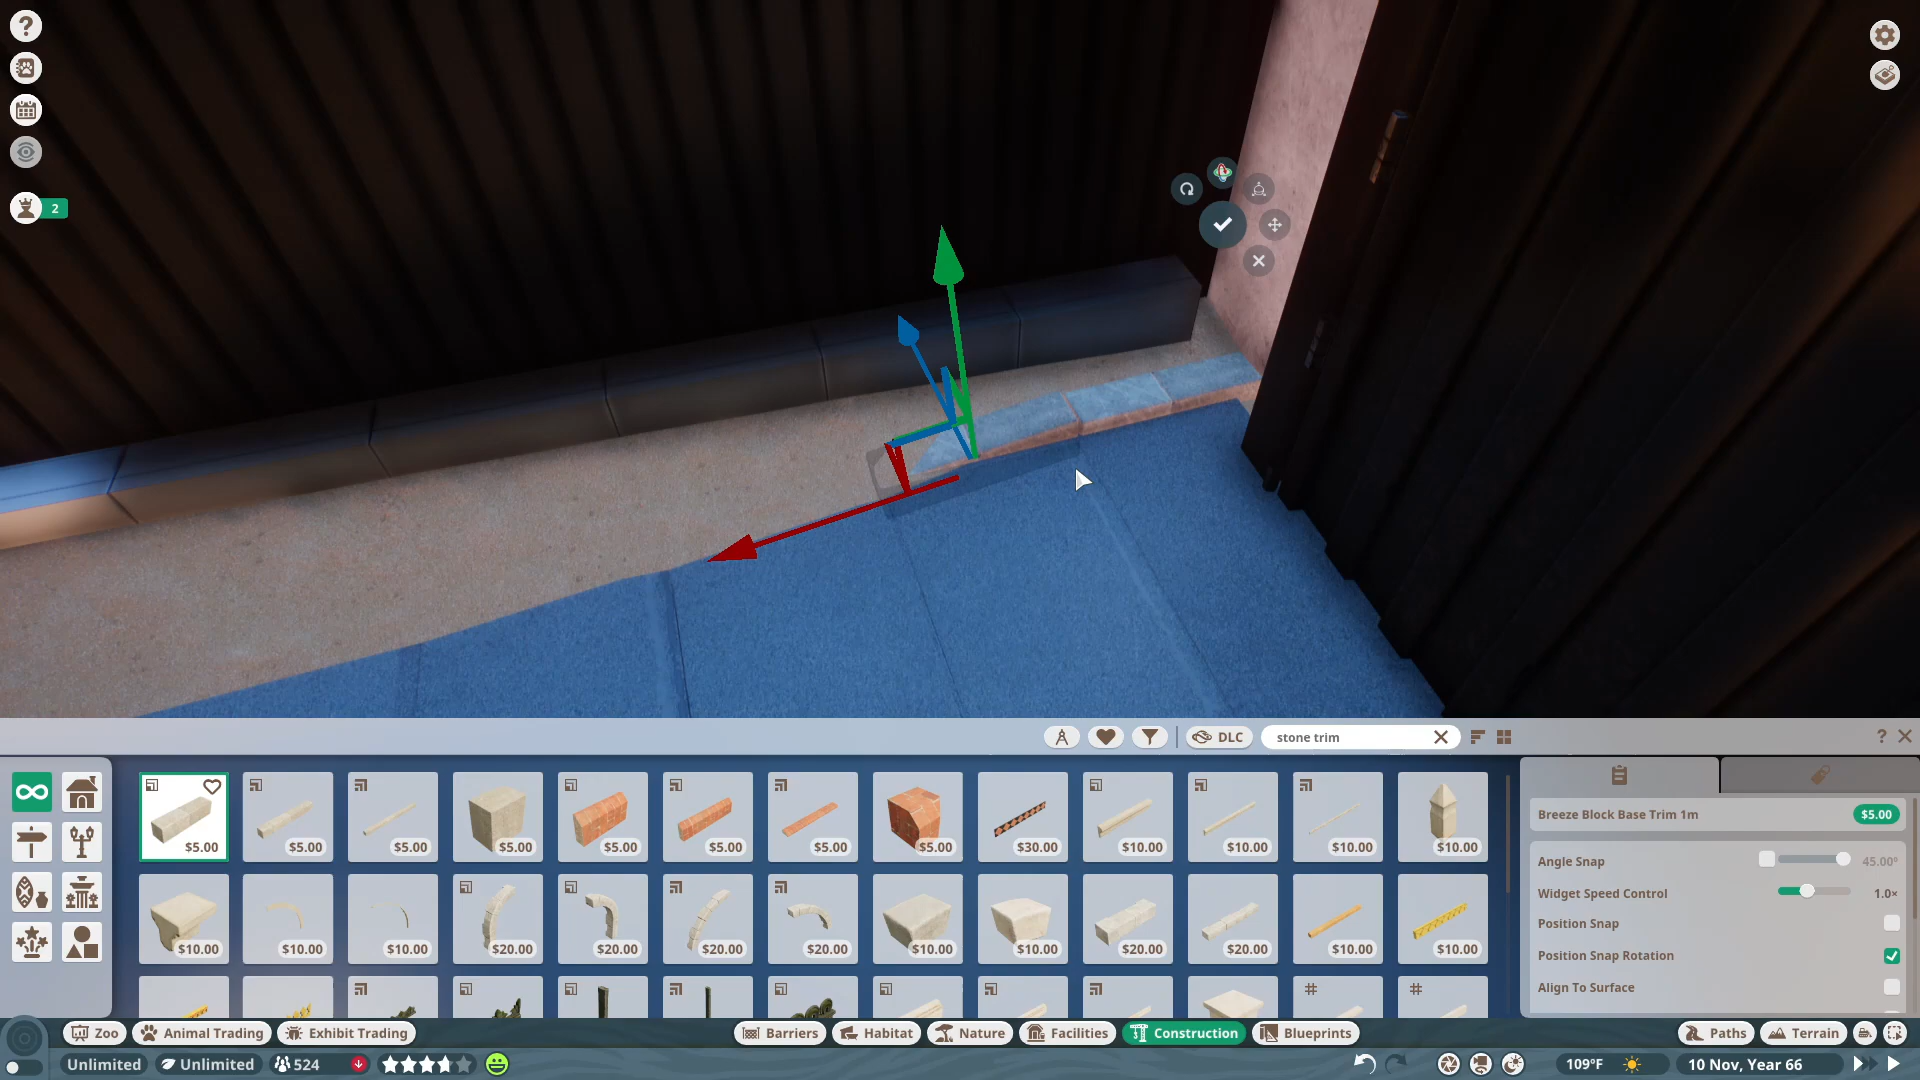 ?
2
DLC
stone trim
?
$5.00 $5.00 $5.00 $5.00 $5.00 $5.00 $5.00 $5.00 $30.00 $10.00 $10.00 $10.00 $10.00
$10.00 $10.00 $10.00 $20.00 $20.00 $20.00 $20.00 $10.00 $10.00 $20.00 $20.00 $10.00 $10.00
Breeze Block Base Trim 1m $5.00
Angle Snap 45.00°
Widget Speed Control 1.0×
Position Snap
Position Snap Rotation
Align To Surface
Zoo Animal Trading Exhibit Trading Barriers Habitat Nature Facilities Construction Blueprints Paths Terrain
Unlimited Unlimited 524 109°F 10 Nov, Year 66